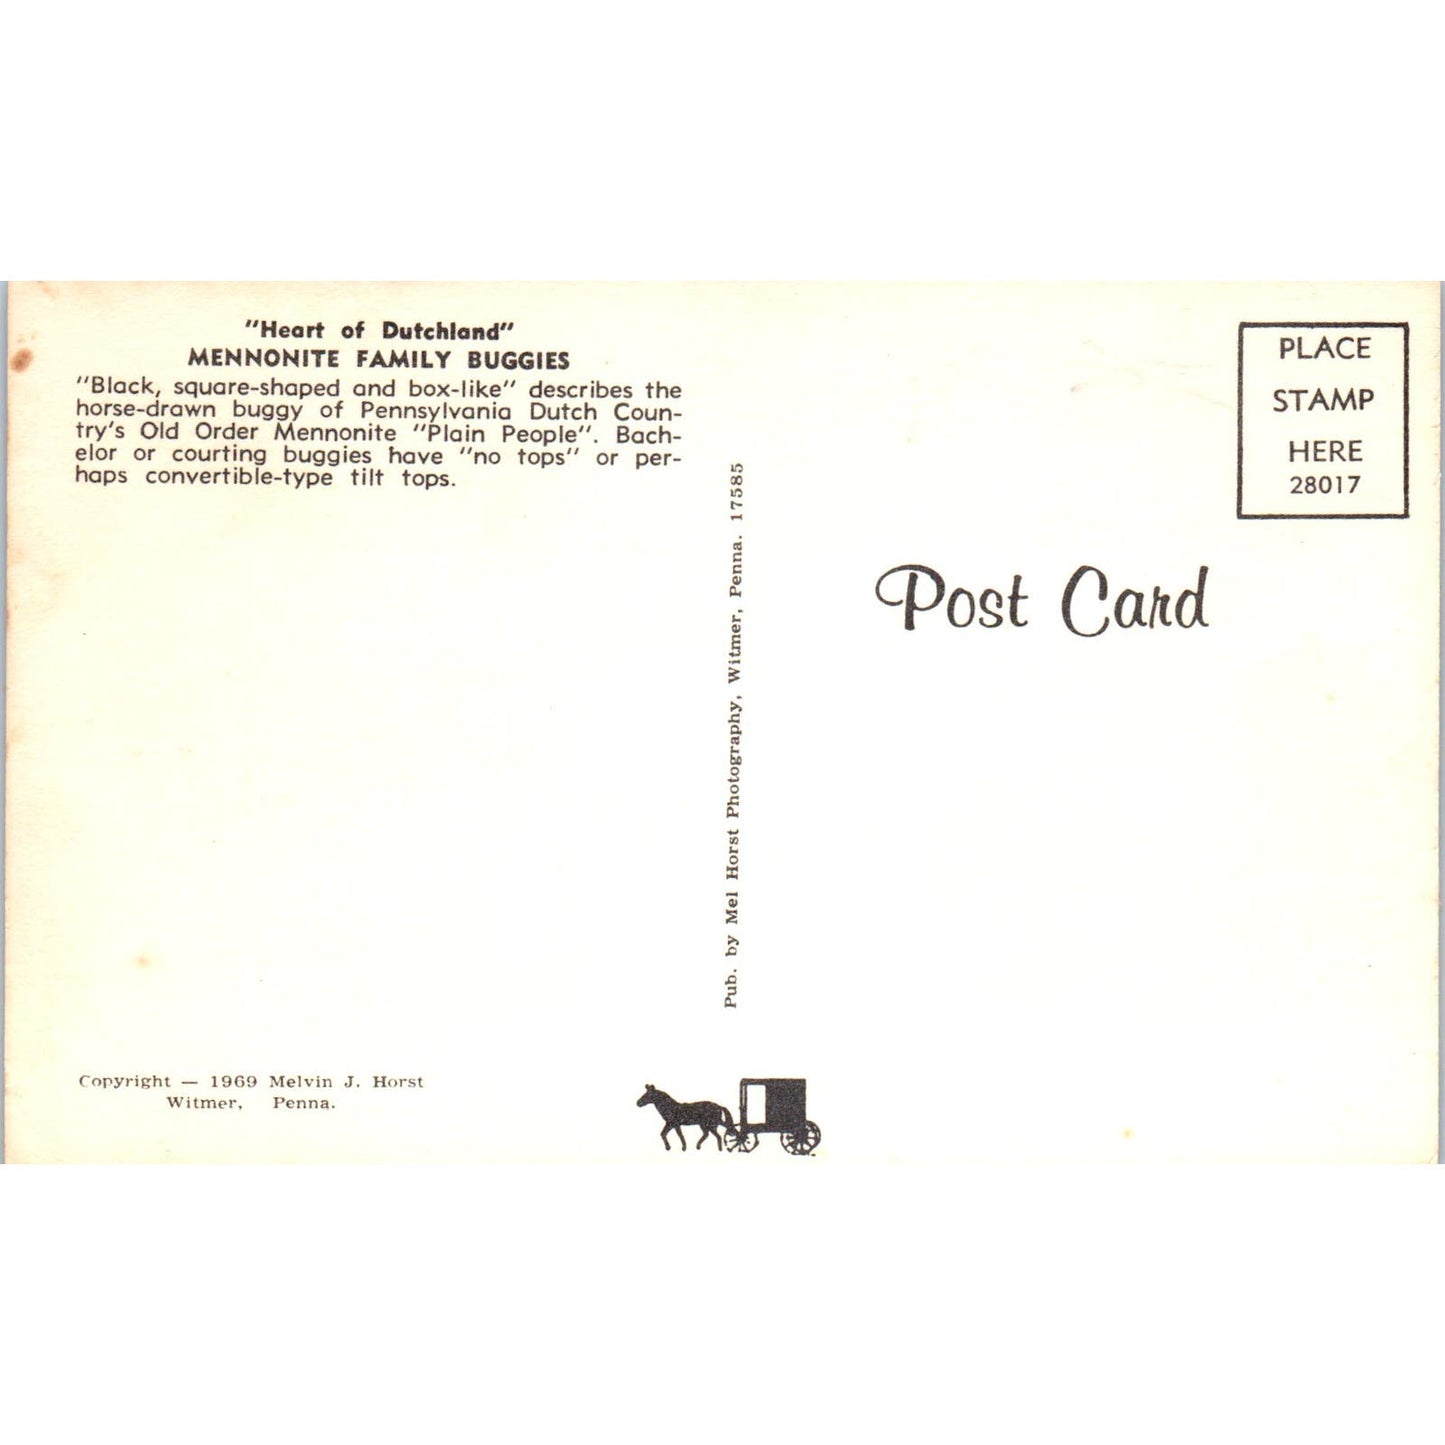 "Heart of Dutchland"
MENNONITE FAMILY BUGGIES
"Black, square-shaped and box-like" describes the
horse-drawn buggy of Pennsylvania Dutch Coun-
try's Old Order Mennonite "Plain People". Bach-
elor or courting buggies have "no tops" or per-
haps convertible-type tilt tops.
Copyright — 1969 Melvin J. Horst
Witmer, Penna.
Pub. by Mel Horst Photography, Witmer, Penna. 17585
PLACE
STAMP
HERE
28017
Post Card